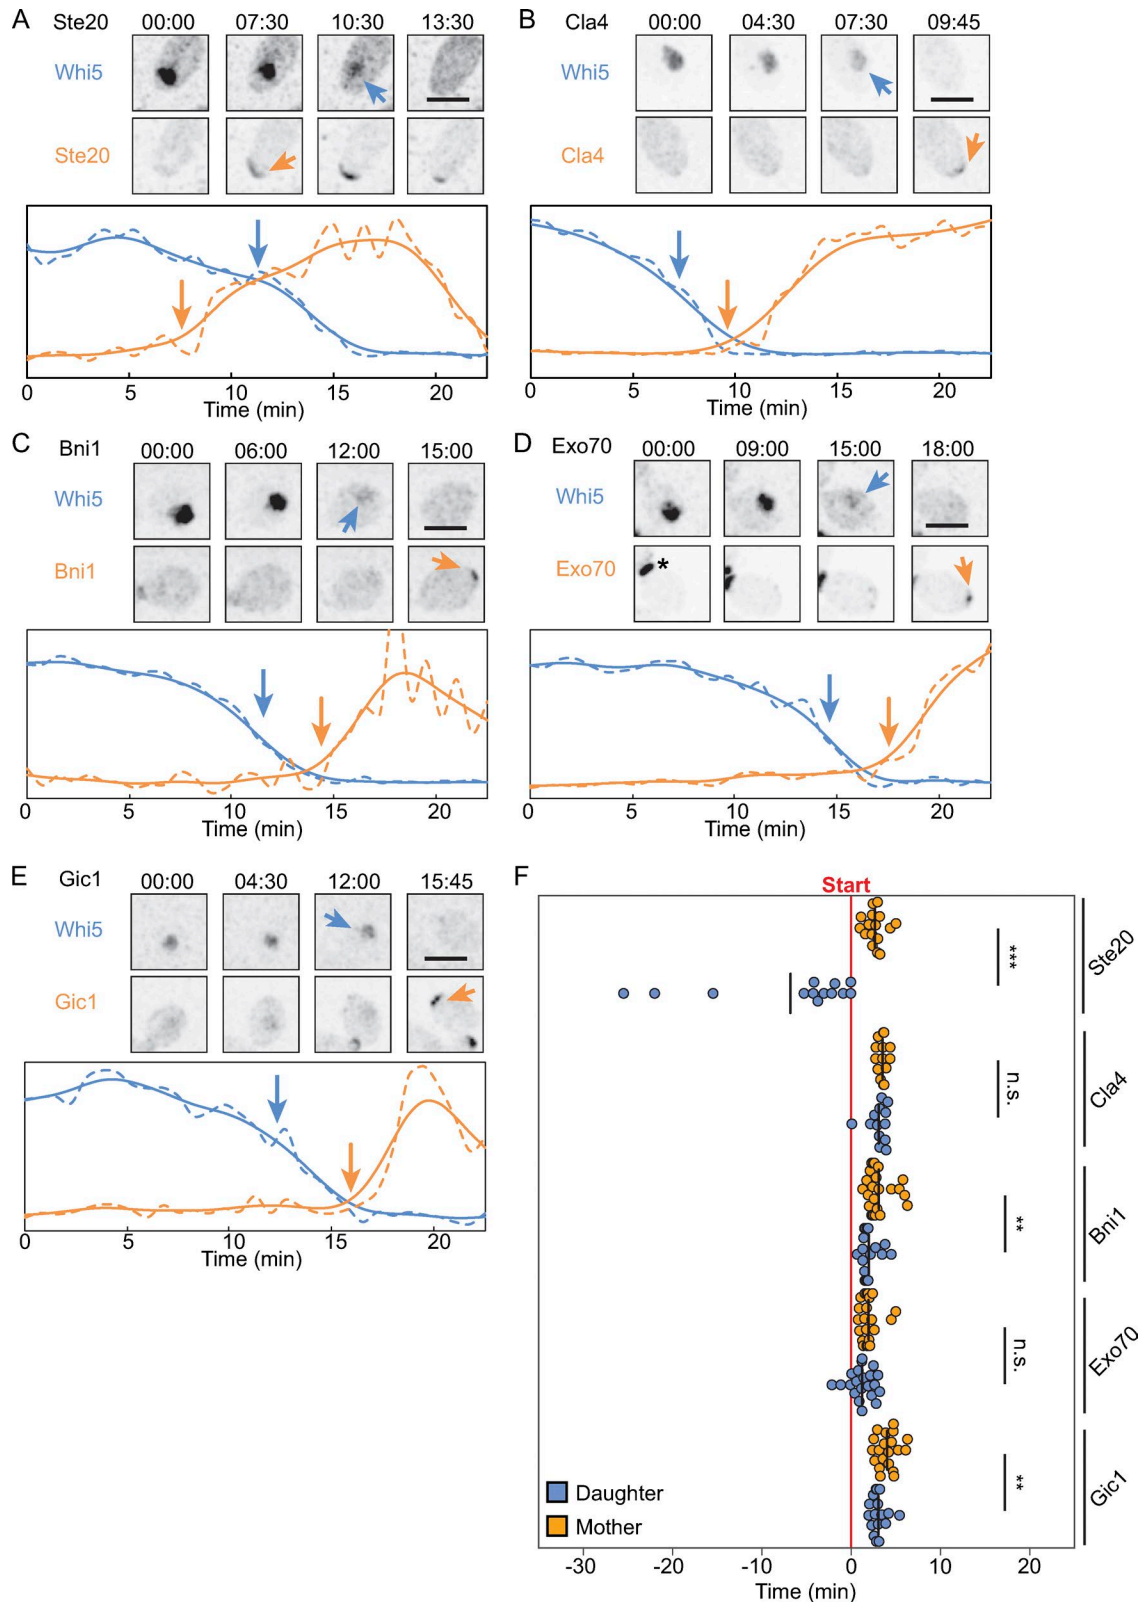 A Ste20 00:00 07:30 10:30 13:30
Whi5
Ste20
0 5 10 15 20
Time (min)
B Cla4 00:00 04:30 07:30 09:45
Whi5
Cla4
0 5 10 15 20
Time (min)
C Bni1 00:00 06:00 12:00 15:00
Whi5
Bni1
0 5 10 15 20
Time (min)
D Exo70 00:00 09:00 15:00 18:00
Whi5
Exo70 *
0 5 10 15 20
Time (min)
E Gic1 00:00 04:30 12:00 15:45
Whi5
Gic1
0 5 10 15 20
Time (min)
F
Start
*** Ste20
n.s. Cla4
** Bni1
n.s. Exo70
** Gic1
Daughter
Mother
-30 -20 -10 0 10 20
Time (min)